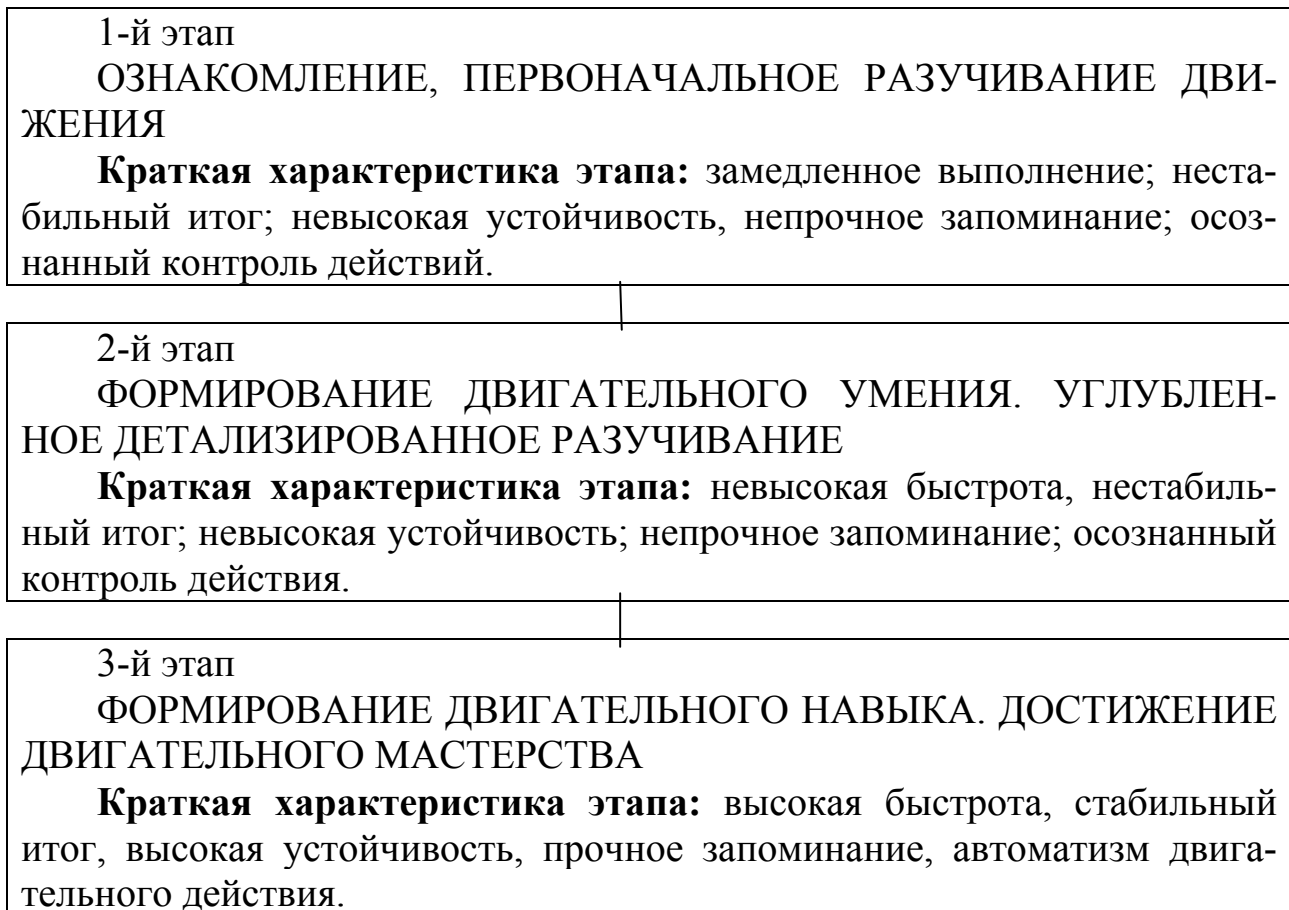 1-й этап
ОЗНАКОМЛЕНИЕ, ПЕРВОНАЧАЛЬНОЕ РАЗУЧИВАНИЕ ДВИ-
ЖЕНИЯ
Краткая характеристика этапа: замедленное выполнение; неста-
бильный итог; невысокая устойчивость, непрочное запоминание; осоз-
нанный контроль действий.
2-й этап
ФОРМИРОВАНИЕ ДВИГАТЕЛЬНОГО УМЕНИЯ. УГЛУБЛЕН-
НОЕ ДЕТАЛИЗИРОВАННОЕ РАЗУЧИВАНИЕ
Краткая характеристика этапа: невысокая быстрота, нестабиль-
ный итог; невысокая устойчивость; непрочное запоминание; осознанный
контроль действия.
3-й этап
ФОРМИРОВАНИЕ ДВИГАТЕЛЬНОГО НАВЫКА. ДОСТИЖЕНИЕ
ДВИГАТЕЛЬНОГО МАСТЕРСТВА
Краткая характеристика этапа: высокая быстрота, стабильный
итог, высокая устойчивость, прочное запоминание, автоматизм двига-
тельного действия.